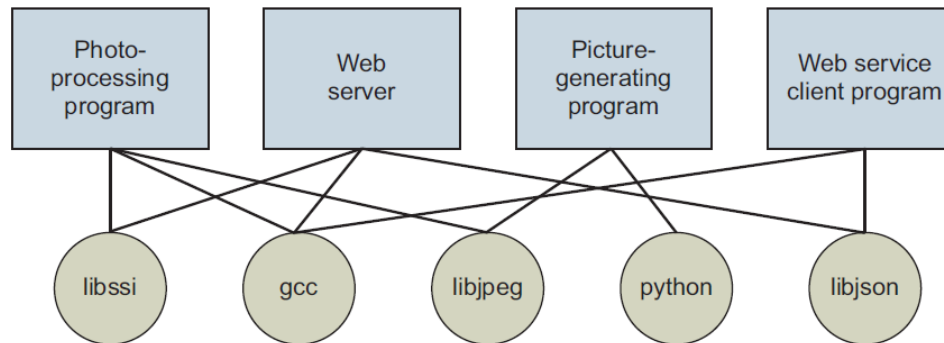 Photo-
processing
program
Web
server
Picture-
generating
program
Web service
client program
libssi
gcc
libjpeg
python
libjson